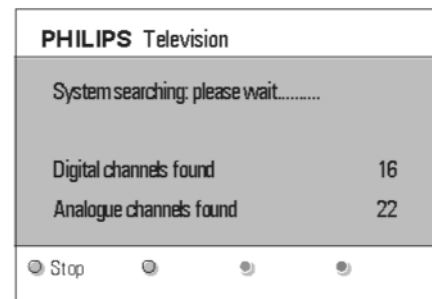 PHILIPS Television
System searching: please wait..........
Digital channels found 16
Analogue channels found 22
Stop